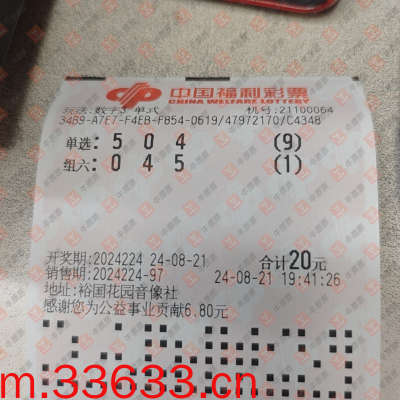 中国福利彩票
CHINA WELFARE LOTTERY
玩法:数字3 单式 机号:21100064
34B9-A7E7-F4EB-FB54-0619/47972170/C434B
单选: 5 0 4 (9)
组六: 0 4 5 (1)
开奖期:2024224 24-08-21 合计20元
销售期:2024224-97 24-08-21 19:41:26
地址:裕国花园音像社
感谢您为公益事业贡献6.80元
m.33633.cn